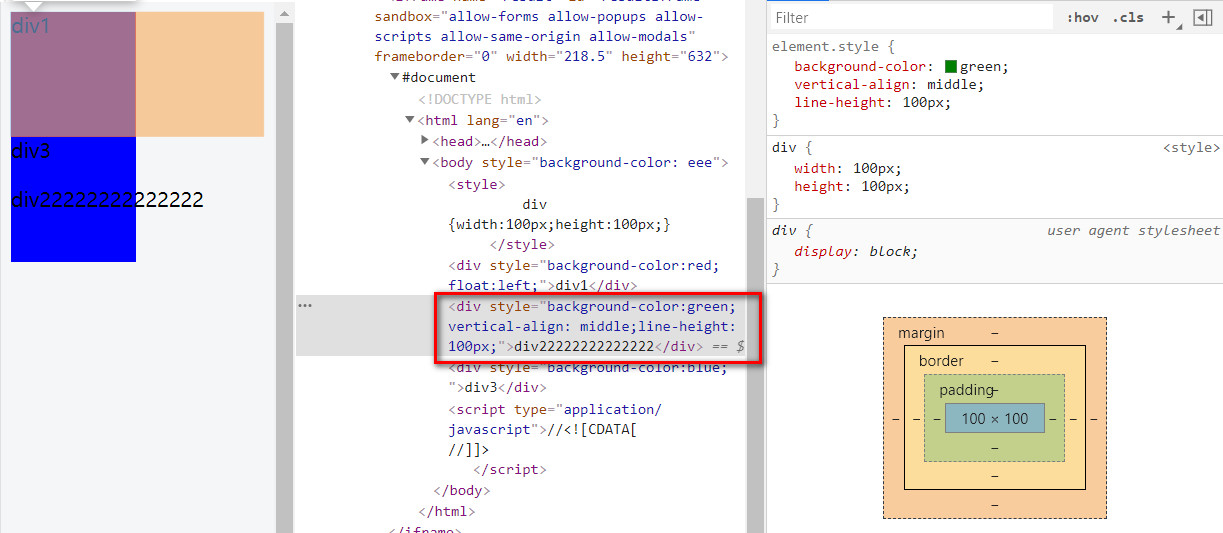 div1
div3
div22222222222222
sandbox="allow-forms allow-popups allow-
scripts allow-same-origin allow-modals"
frameborder="0" width="218.5" height="632">
▼#document
<!DOCTYPE html>
▼<html lang="en">
▶<head>…</head>
▼<body style="background-color: eee">
<style>
div
{width:100px;height:100px;}
</style>
<div style="background-color:red;
float:left;">div1</div>
<div style="background-color:green;
vertical-align: middle;line-height:
100px;">div22222222222222</div> == $
<div style="background-color:blue;
">div3</div>
<script type="application/
javascript">//<![CDATA[
//]]>
</script>
</body>
</html>
</iframe>
Filter
:hov .cls +
element.style {
background-color: green;
vertical-align: middle;
line-height: 100px;
}
div { <style>
width: 100px;
height: 100px;
}
div { user agent stylesheet
display: block;
}
margin –
border –
padding –
– – – 100 × 100 – – –
–
–
–